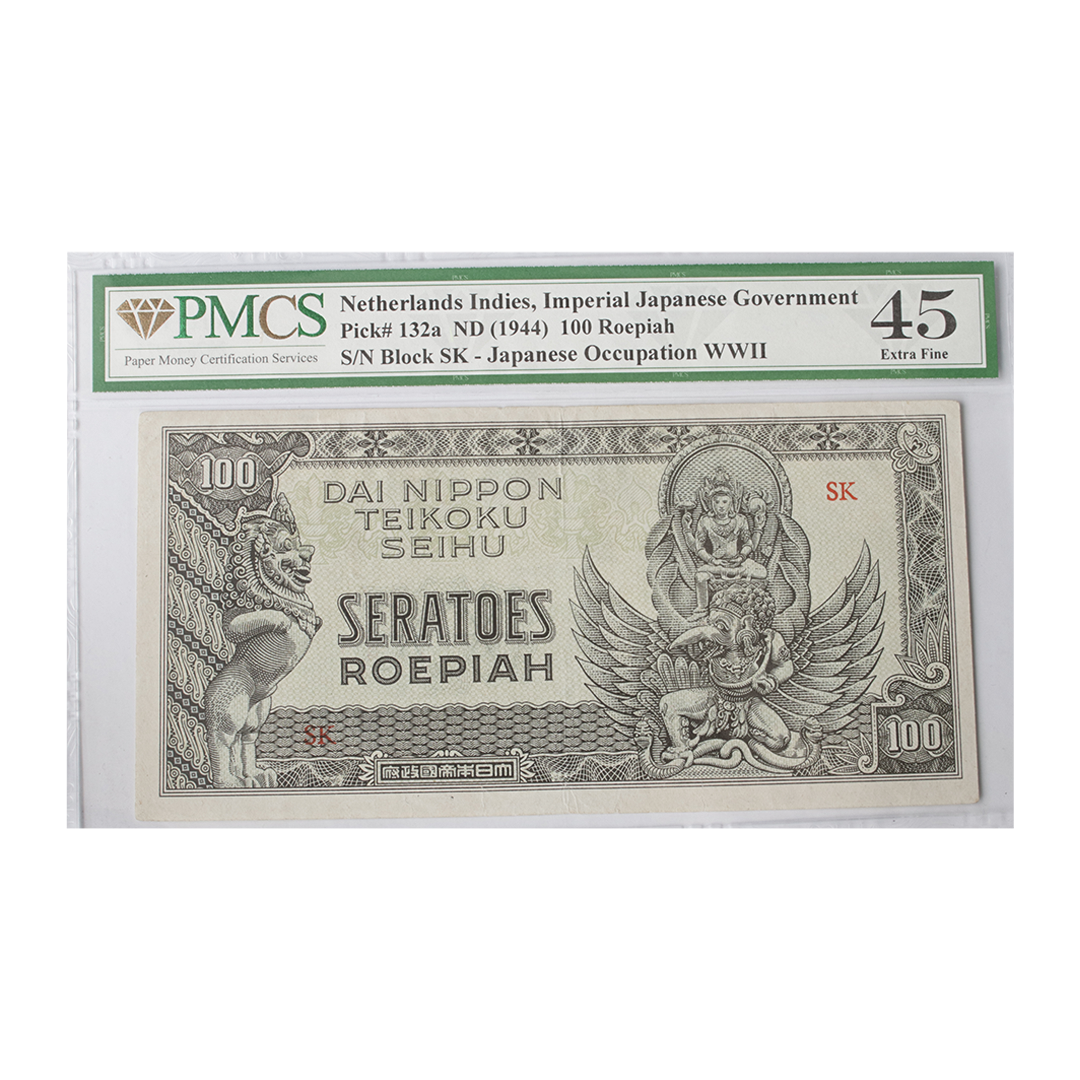 PMCS
Paper Money Certification Services
Netherlands Indies, Imperial Japanese Government
Pick# 132a ND (1944) 100 Roepiah
S/N Block SK - Japanese Occupation WWII
45
Extra Fine
100
DAI NIPPON
TEIKOKU
SEIHU
SK
SERATOES
ROEPIAH
SK
100
府政國帝本日大